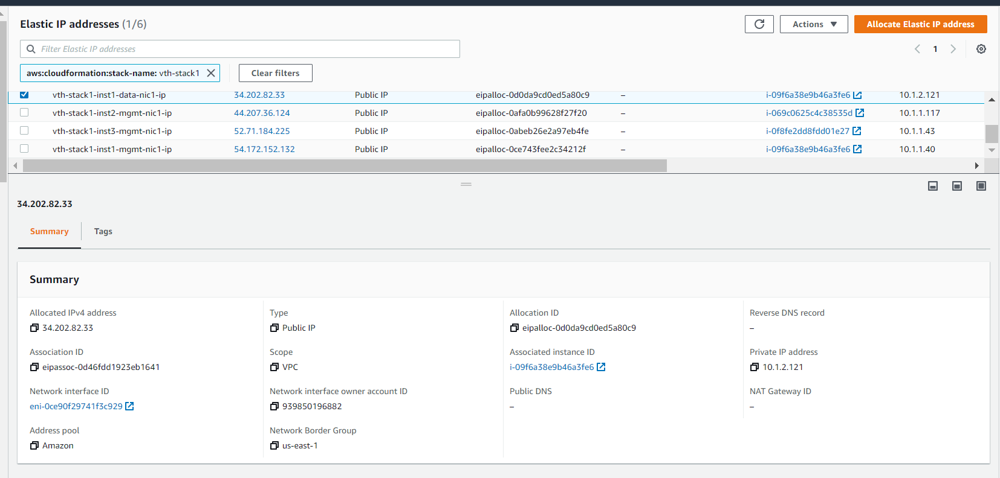 Elastic IP addresses (1/6)
Actions
Allocate Elastic IP address
Filter Elastic IP addresses
1
aws:cloudformation:stack-name: vth-stack1
Clear filters
vth-stack1-inst1-data-nic1-ip 34.202.82.33 Public IP eipalloc-0d0da9cd0ed5a80c9 – i-09f6a38e9b46a3fe6 10.1.2.121
vth-stack1-inst2-mgmt-nic1-ip 44.207.36.124 Public IP eipalloc-0afa0b99628f27f20 – i-069c0625c4c38535d 10.1.1.117
vth-stack1-inst3-mgmt-nic1-ip 52.71.184.225 Public IP eipalloc-0abeb26e2a97eb4fe – i-0f8fe2dd8fdd01e27 10.1.1.43
vth-stack1-inst1-mgmt-nic1-ip 54.172.152.132 Public IP eipalloc-0ce743fee2c34212f – i-09f6a38e9b46a3fe6 10.1.1.40
34.202.82.33
Summary Tags
Summary
Allocated IPv4 address Type Allocation ID Reverse DNS record
34.202.82.33 Public IP eipalloc-0d0da9cd0ed5a80c9 –
Association ID Scope Associated instance ID Private IP address
eipassoc-0d46fdd1923eb1641 VPC i-09f6a38e9b46a3fe6 10.1.2.121
Network interface ID Network interface owner account ID Public DNS NAT Gateway ID
eni-0ce90f29741f3c929 939850196882 – –
Address pool Network Border Group
Amazon us-east-1